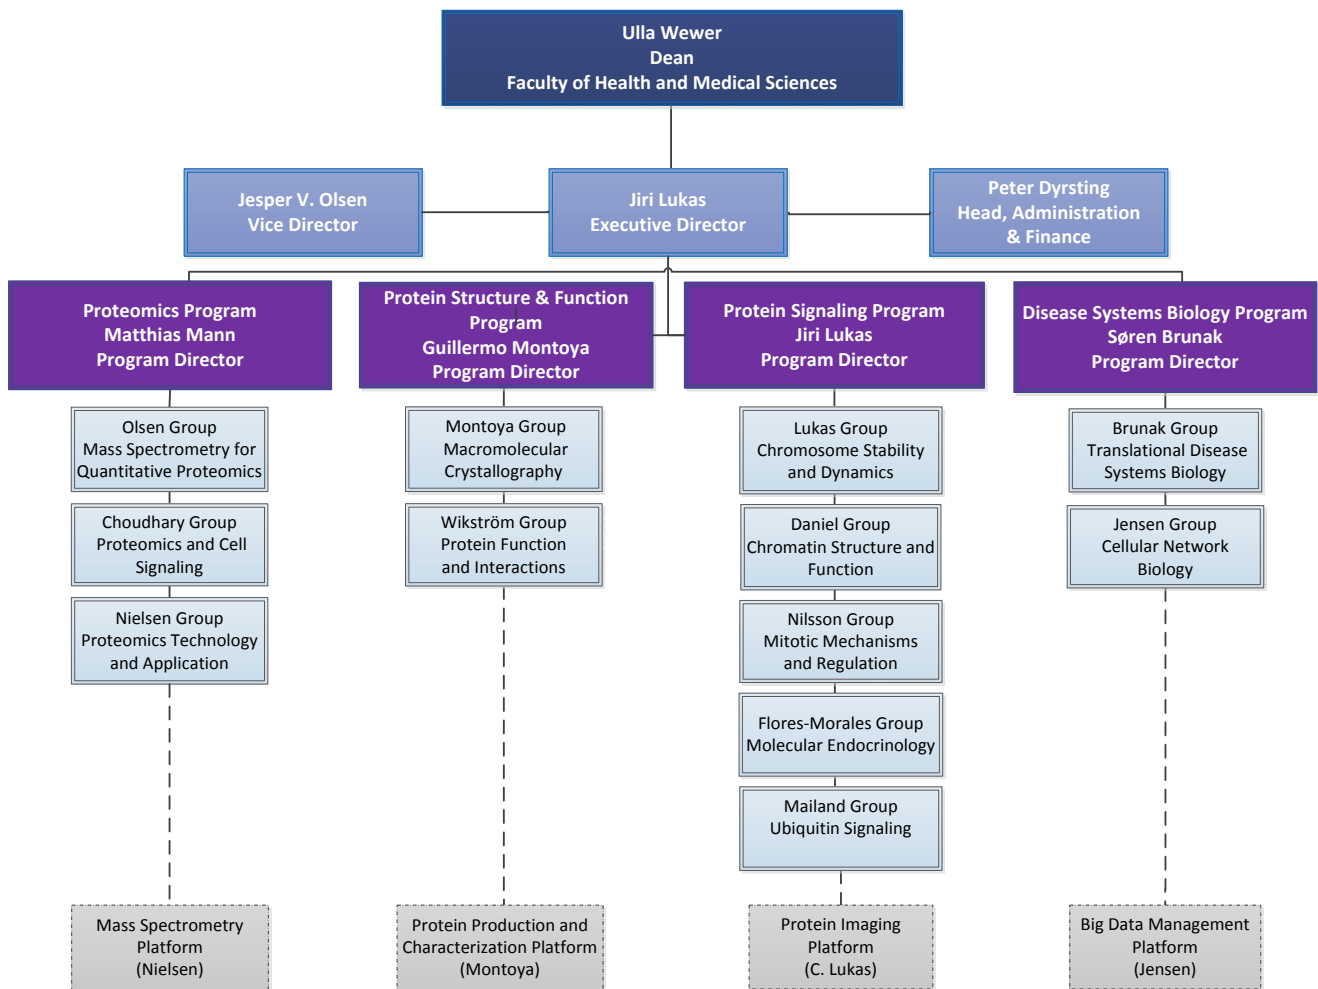 Ulla Wewer
Dean
Faculty of Health and Medical Sciences
Jesper V. Olsen
Vice Director
Jiri Lukas
Executive Director
Peter Dyrsting
Head, Administration
& Finance
Proteomics Program
Matthias Mann
Program Director
Protein Structure & Function
Program
Guillermo Montoya
Program Director
Protein Signaling Program
Jiri Lukas
Program Director
Disease Systems Biology Program
Søren Brunak
Program Director
Olsen Group
Mass Spectrometry for
Quantitative Proteomics
Choudhary Group
Proteomics and Cell
Signaling
Nielsen Group
Proteomics Technology
and Application
Montoya Group
Macromolecular
Crystallography
Wikström Group
Protein Function
and Interactions
Lukas Group
Chromosome Stability
and Dynamics
Daniel Group
Chromatin Structure and
Function
Nilsson Group
Mitotic Mechanisms
and Regulation
Flores-Morales Group
Molecular Endocrinology
Mailand Group
Ubiquitin Signaling
Brunak Group
Translational Disease
Systems Biology
Jensen Group
Cellular Network
Biology
Mass Spectrometry
Platform
(Nielsen)
Protein Production and
Characterization Platform
(Montoya)
Protein Imaging
Platform
(C. Lukas)
Big Data Management
Platform
(Jensen)